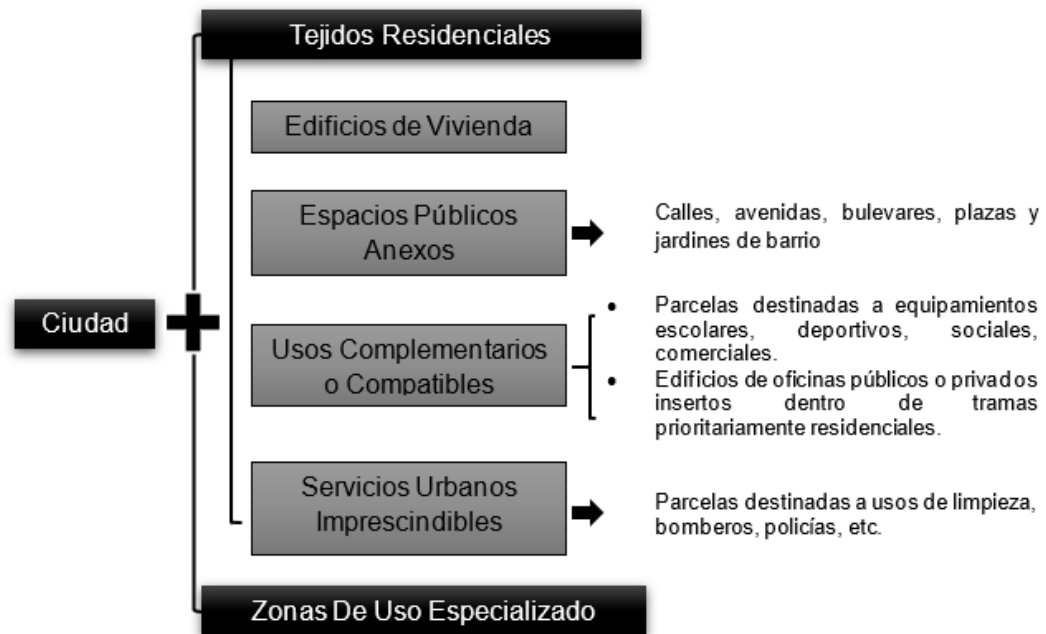 Tejidos Residenciales
Edificios de Vivienda
Espacios Públicos
Anexos
Calles, avenidas, bulevares, plazas y
jardines de barrio
Ciudad
Usos Complementarios
o Compatibles
• Parcelas destinadas a equipamientos
escolares, deportivos, sociales,
comerciales.
• Edificios de oficinas públicos o privados
insertos dentro de tramas
prioritariamente residenciales.
Servicios Urbanos
Imprescindibles
Parcelas destinadas a usos de limpieza,
bomberos, policías, etc.
Zonas De Uso Especializado